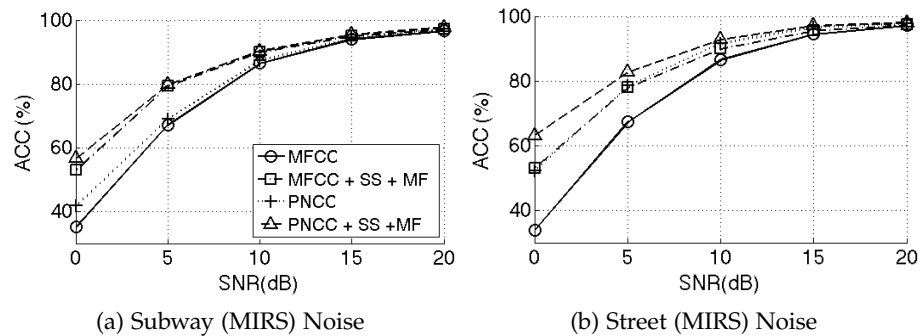 100
80
60
40
ACC (%)
0
5
10
15
20
SNR(dB)
MFCC
MFCC + SS + MF
PNCC
PNCC + SS +MF
(a) Subway (MIRS) Noise
100
80
60
40
ACC (%)
0
5
10
15
20
SNR(dB)
(b) Street (MIRS) Noise